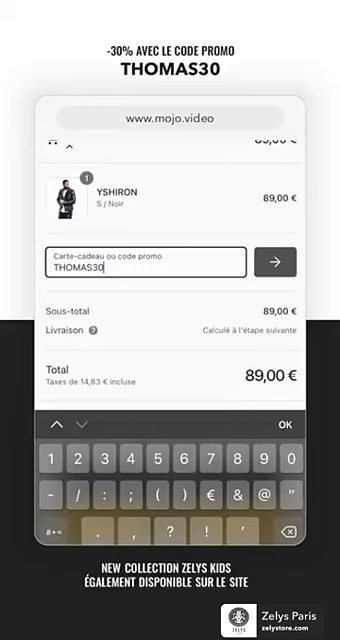 -30% AVEC LE CODE PROMO
THOMAS30
www.mojo.video
89,00 €
1
YSHIRON
S / Noir
89,00 €
Carte-cadeau ou code promo
THOMAS30
Sous-total
89,00 €
Livraison ?
Calculé à l'étape suivante
Total
Taxes de 14,83 € incluse
89,00 €
OK
1 2 3 4 5 6 7 8 9 0
- / : ; ( ) € & @ "
#+= . , ? ! '
NEW COLLECTION ZELYS KIDS
ÉGALEMENT DISPONIBLE SUR LE SITE
ZELYS
Zelys Paris
zelystore.com